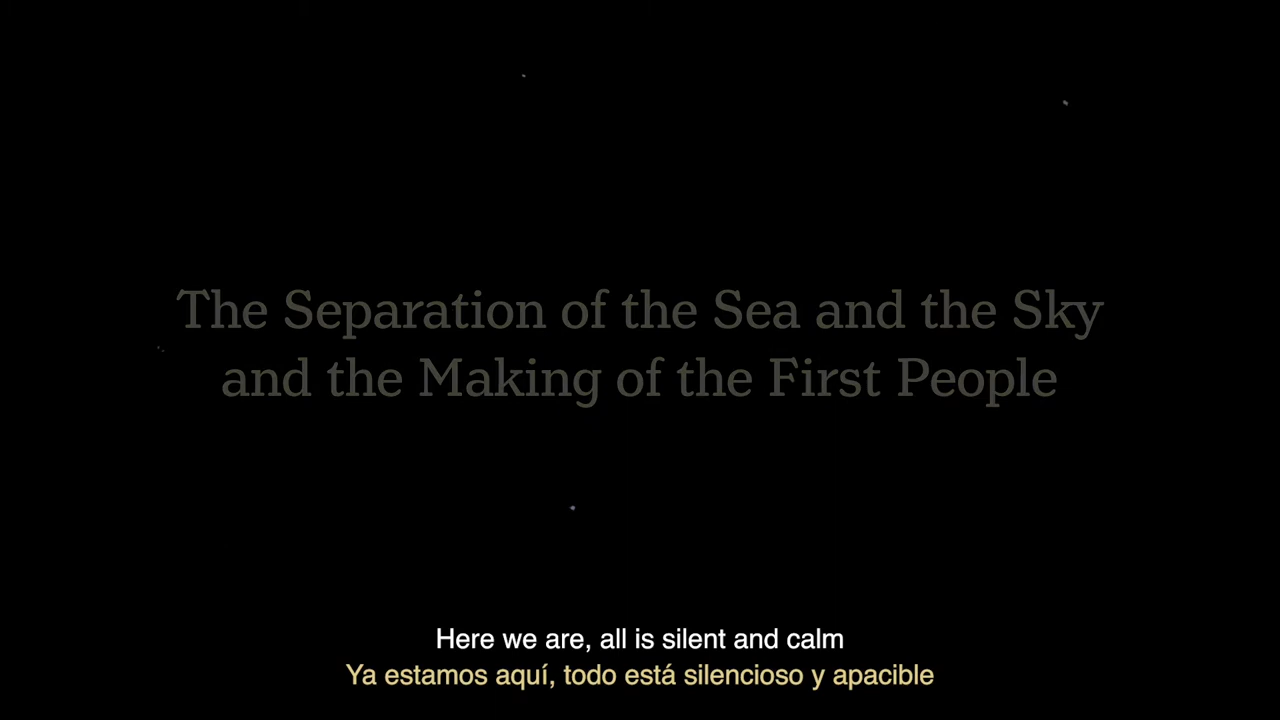 The Separation of the Sea and the Sky
and the Making of the First People
Here we are, all is silent and calm
Ya estamos aquí, todo está silencioso y apacible